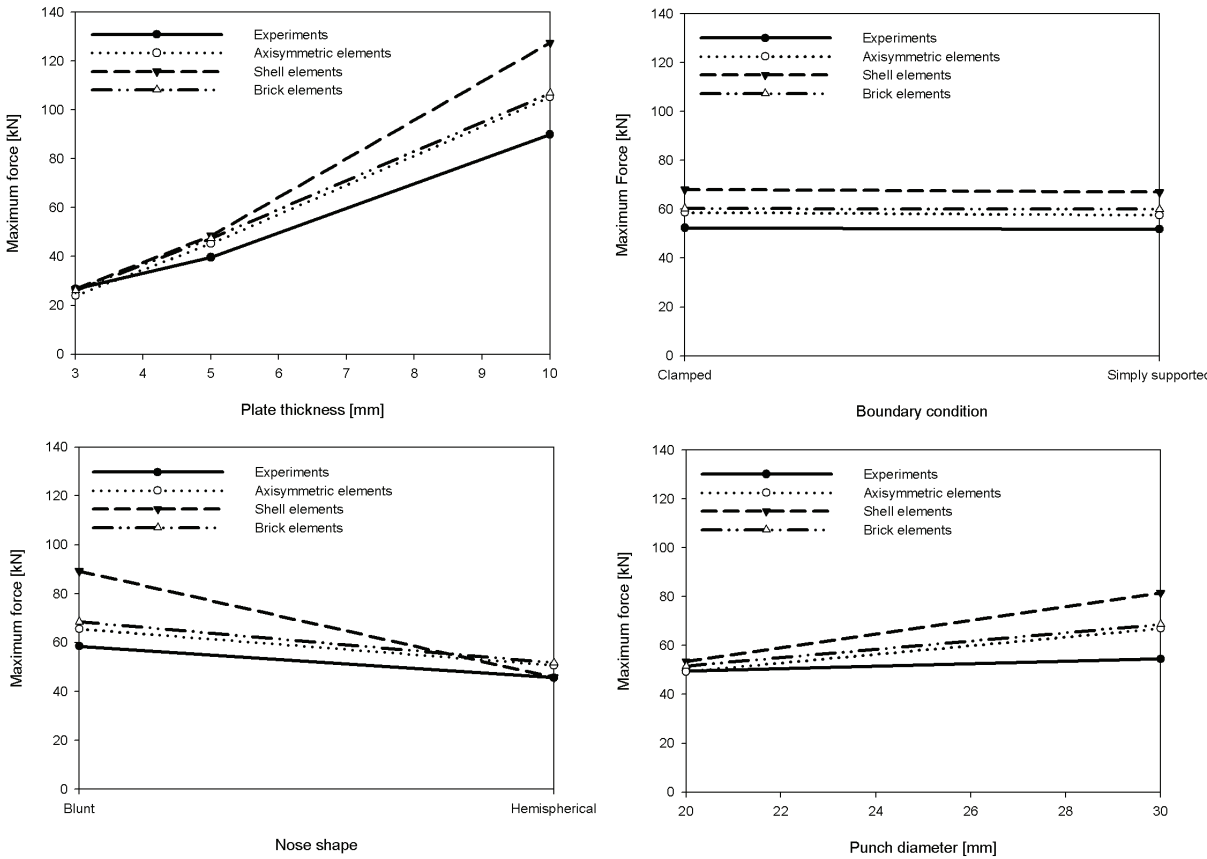 140
120
100
80
60
40
20
0
Maximum force [kN]
Experiments
Axisymmetric elements
Shell elements
Brick elements
3 4 5 6 7 8 9 10
Plate thickness [mm]
140
120
100
80
60
40
20
0
Maximum Force [kN]
Experiments
Axisymmetric elements
Shell elements
Brick elements
Clamped Simply supported
Boundary condition
140
120
100
80
60
40
20
0
Maximum force [kN]
Experiments
Axisymmetric elements
Shell elements
Brick elements
Blunt Hemispherical
Nose shape
140
120
100
80
60
40
20
0
Maximum force [kN]
Experiments
Axisymmetric elements
Shell elements
Brick elements
20 22 24 26 28 30
Punch diameter [mm]